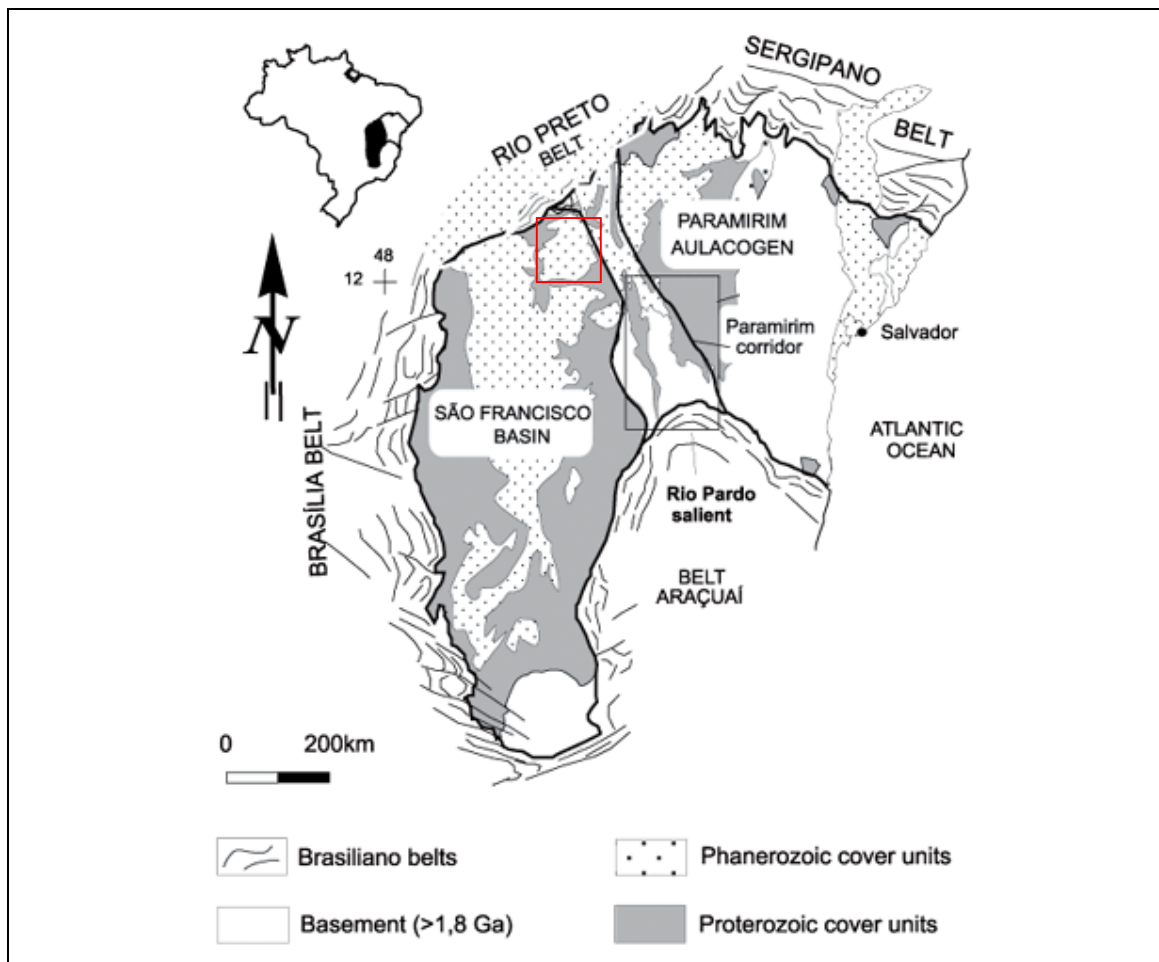 SERGIPANO
BELT
RIO PRETO
BELT
PARAMIRIM
AULACOGEN
48
12
N
Paramirim
corridor
Salvador
SÃO FRANCISCO
BASIN
ATLANTIC
OCEAN
BRASÍLIA BELT
Rio Pardo
salient
BELT
ARAÇUAÍ
0 200km
Brasiliano belts
Phanerozoic cover units
Basement (>1,8 Ga)
Proterozoic cover units